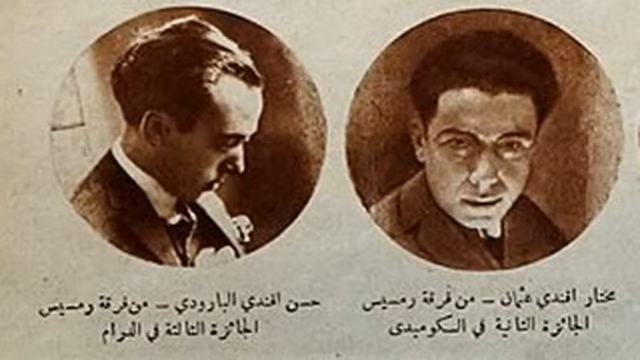 مختار افندي عثمان — من فرقة رمسيس
الجائزة الثانية في السكوميدى
حسن افندي البارودي — من فرقة رمسيس
الجائزة الثالثة في الدرام